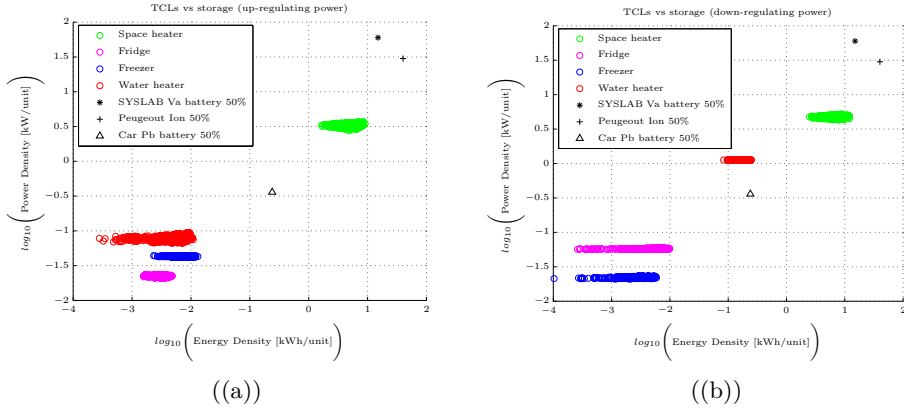 TCLs vs storage (up-regulating power)
2
1.5
1
0.5
0
−0.5
−1
−1.5
−2
−4
−3
−2
−1
0
1
2
Space heater
Fridge
Freezer
Water heater
SYSLAB Va battery 50%
Peugeout Ion 50%
Car Pb battery 50%
log10(Power Density [kW/unit])
log10(Energy Density [kWh/unit])
((a))
TCLs vs storage (down-regulating power)
2
1.5
1
0.5
0
−0.5
−1
−1.5
−2
−4
−3
−2
−1
0
1
2
Space heater
Fridge
Freezer
Water heater
SYSLAB Va battery 50%
Peugeout Ion 50%
Car Pb battery 50%
log10(Power Density [kW/unit])
log10(Energy Density [kWh/unit])
((b))